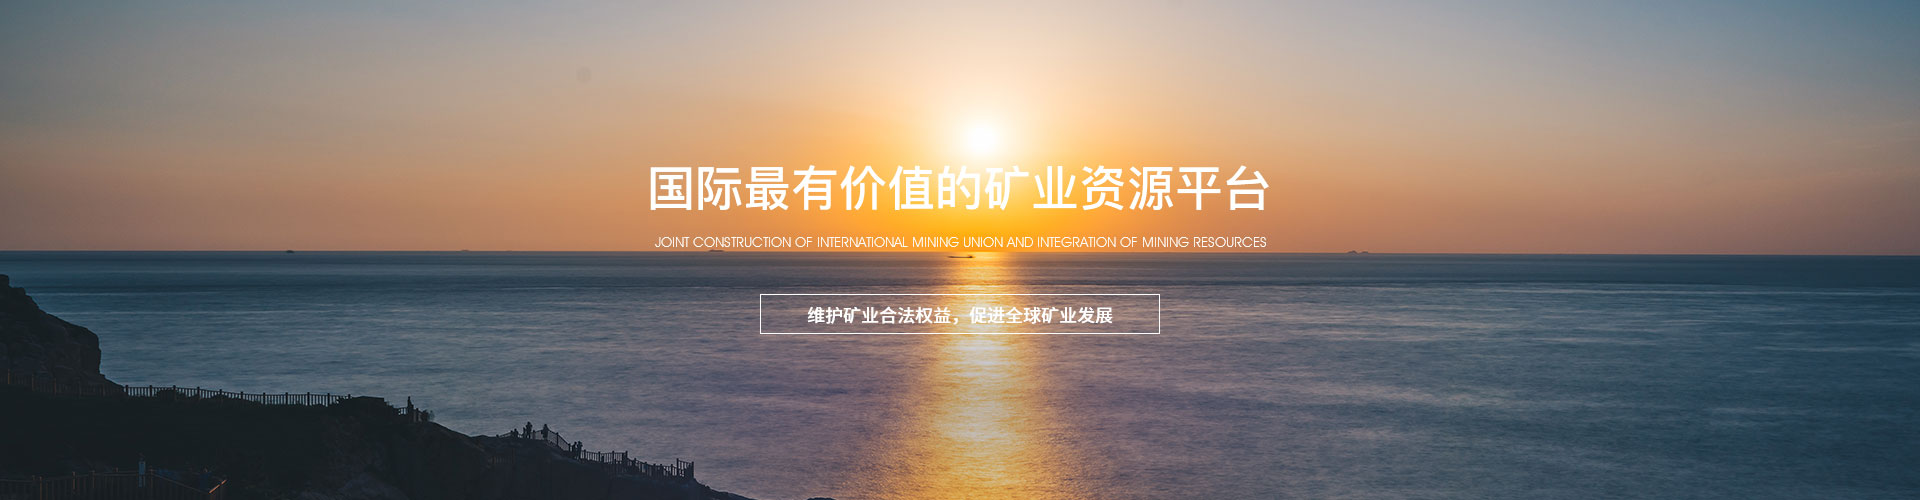 国际最有价值的矿业资源平台
JOINT CONSTRUCTION OF INTERNATIONAL MINING UNION AND INTEGRATION OF MINING RESOURCES
维护矿业合法权益，促进全球矿业发展